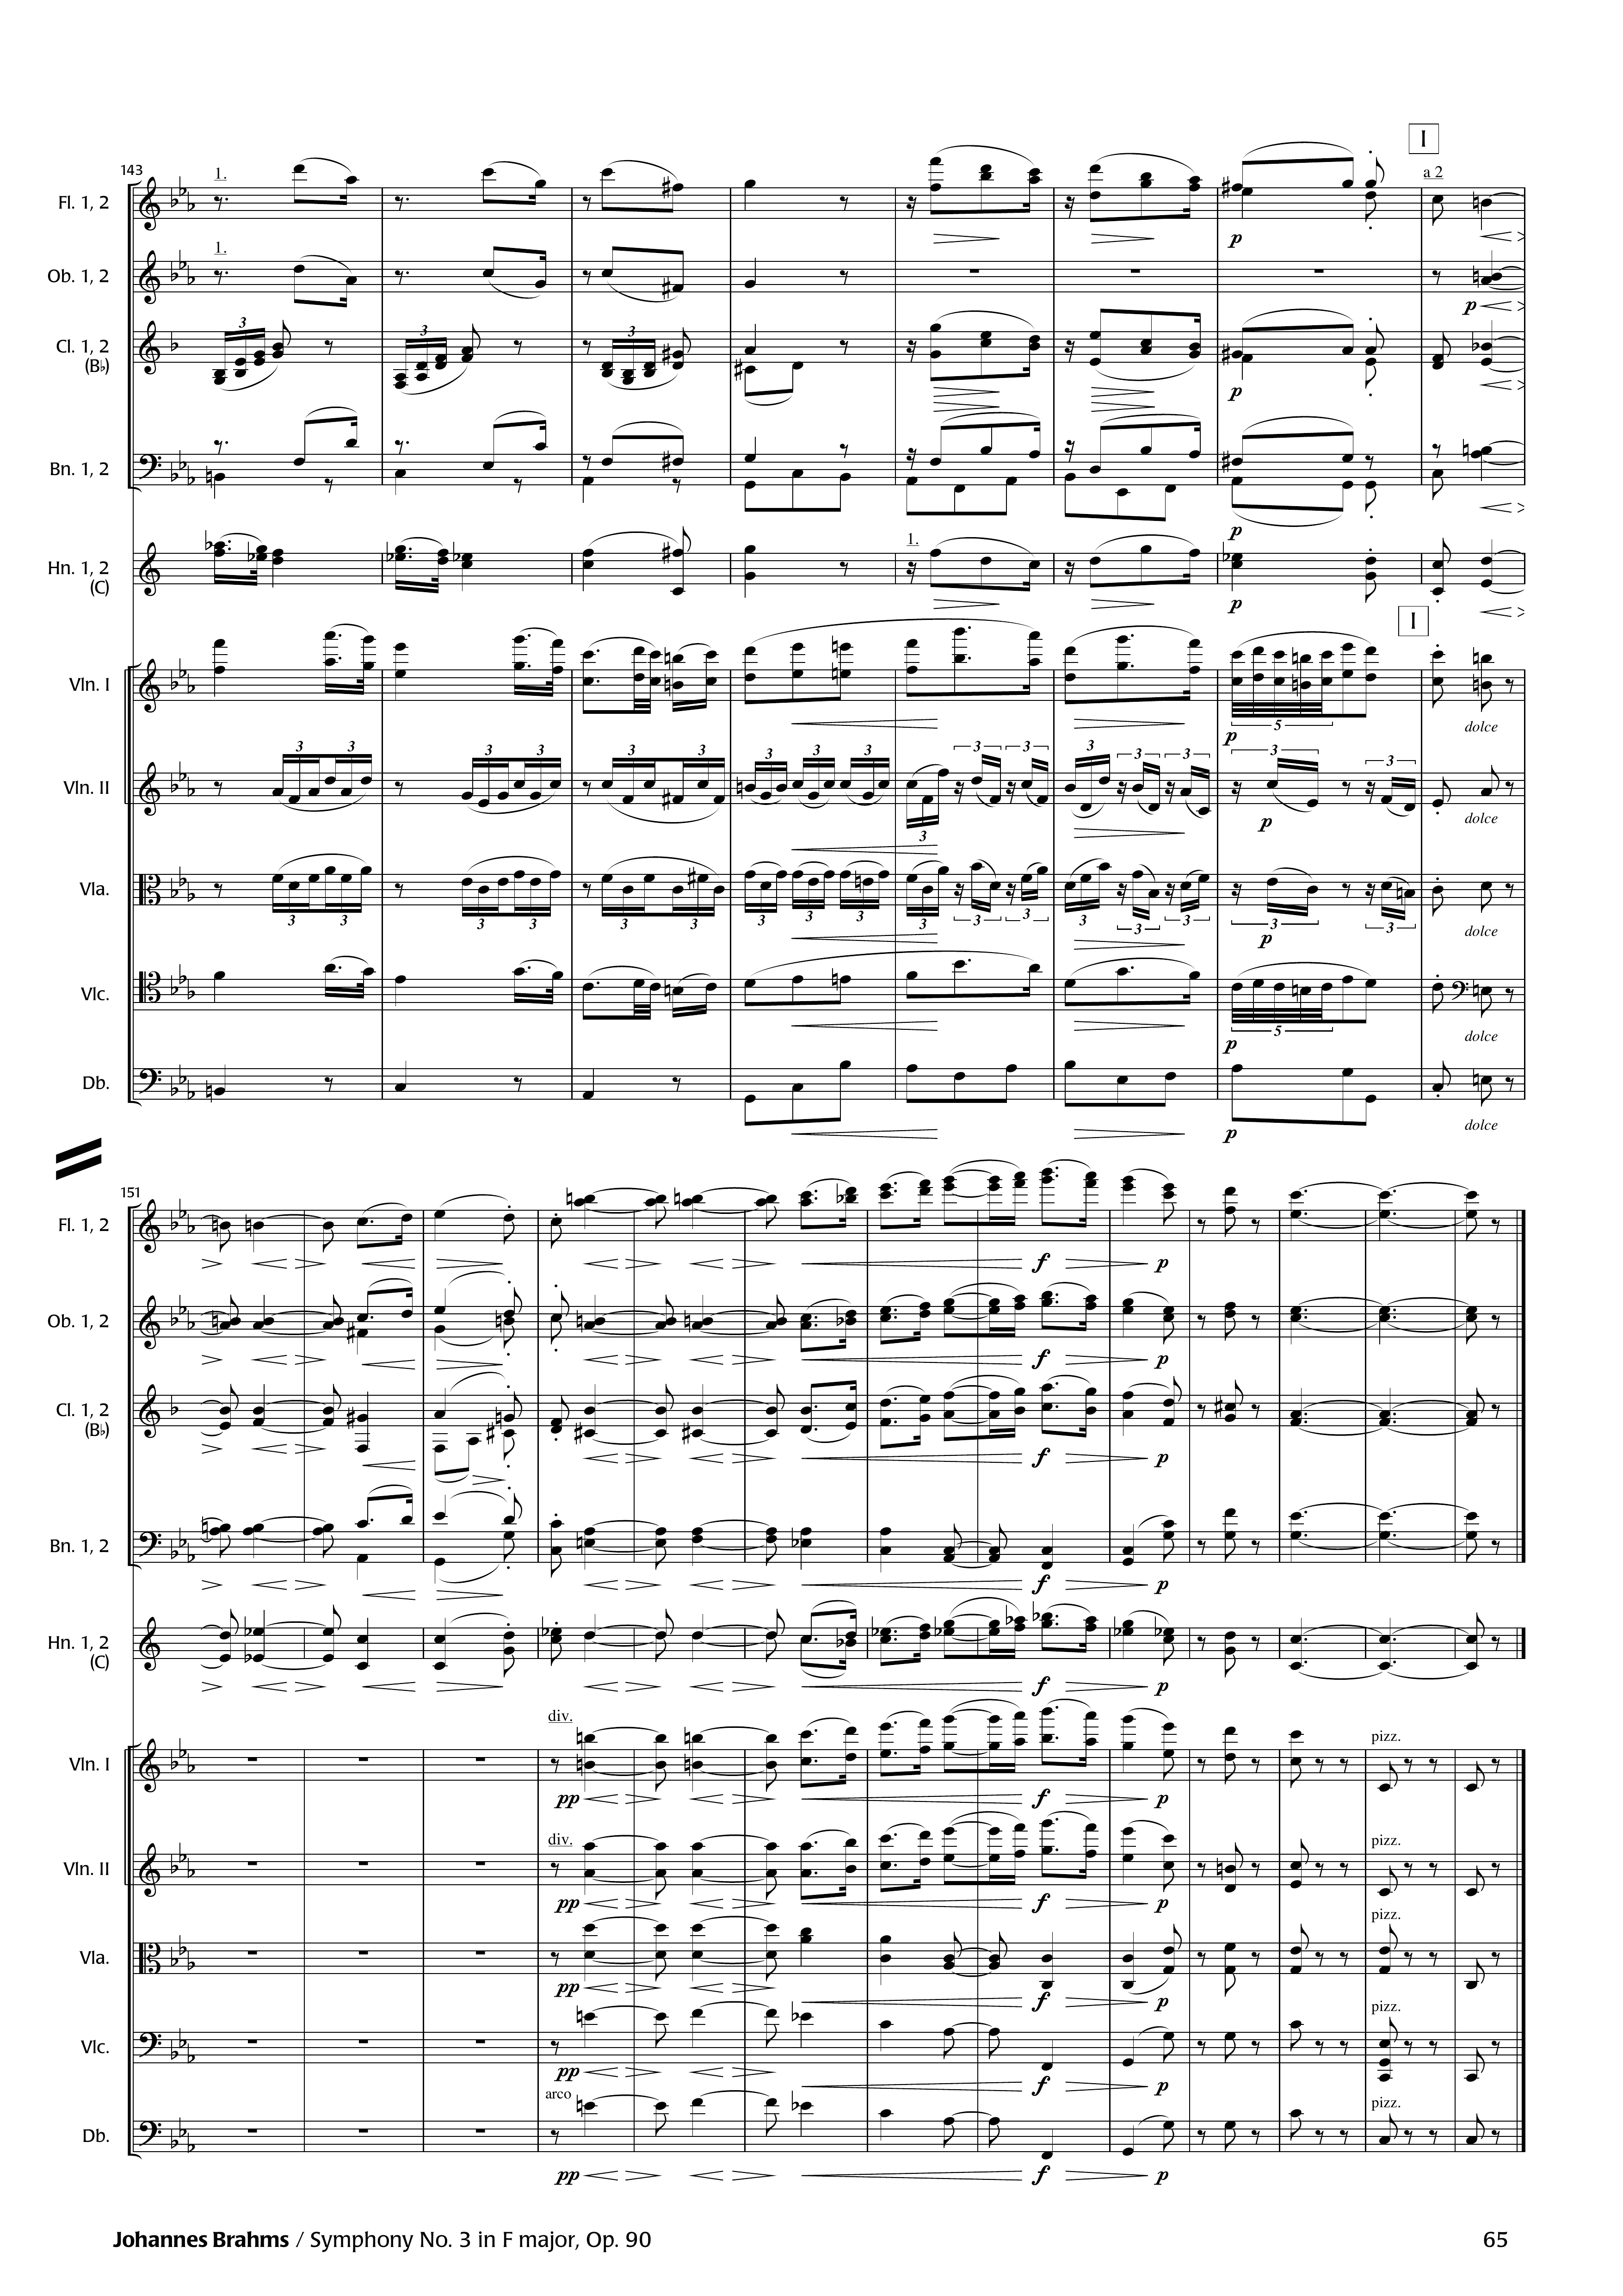 I
143
1.
a 2
Fl. 1, 2
p
1.
Ob. 1, 2
p
3 3 3
Cl. 1, 2
(B♭)
p
Bn. 1, 2
p
1.
Hn. 1, 2
(C)
p
I
Vln. I
5
p
dolce
3 3 3 3 3 3 3 3 3 3 3 3 3 3 3
Vln. II
3
p
dolce
Vla.
3 3 3 3 3 3 3 3 3 3 3 3 3 3 3 3
p
dolce
Vlc.
5
p
dolce
Db.
p
dolce
151
Fl. 1, 2
f p
Ob. 1, 2
f p
Cl. 1, 2
(B♭)
f p
Bn. 1, 2
f p
Hn. 1, 2
(C)
f p
div.
pizz.
Vln. I
pp f p
div.
pizz.
Vln. II
pp f p
pizz.
Vla.
pp f p
pizz.
Vlc.
pp f p
arco
pizz.
Db.
pp f p
Johannes Brahms / Symphony No. 3 in F major, Op. 90
65